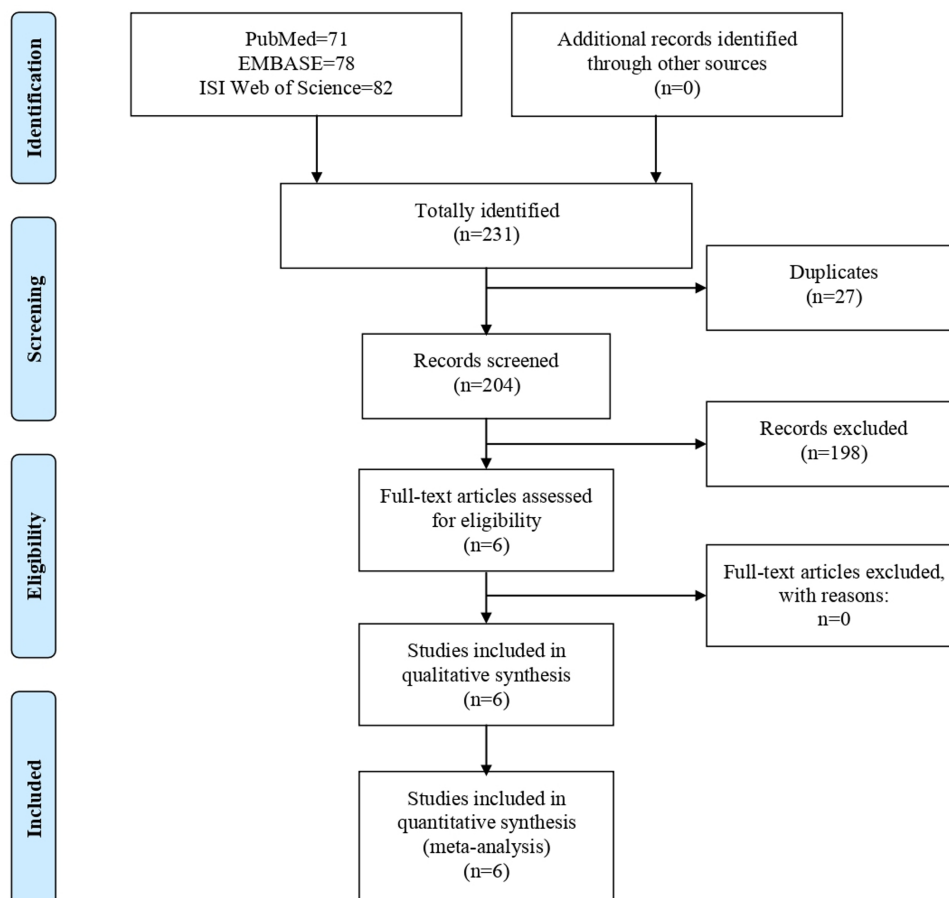 Identification
PubMed=71
EMBASE=78
ISI Web of Science=82
Additional records identified
through other sources
(n=0)
Totally identified
(n=231)
Screening
Duplicates
(n=27)
Records screened
(n=204)
Records excluded
(n=198)
Eligibility
Full-text articles assessed
for eligibility
(n=6)
Full-text articles excluded,
with reasons:
n=0
Studies included in
qualitative synthesis
(n=6)
Included
Studies included in
quantitative synthesis
(meta-analysis)
(n=6)